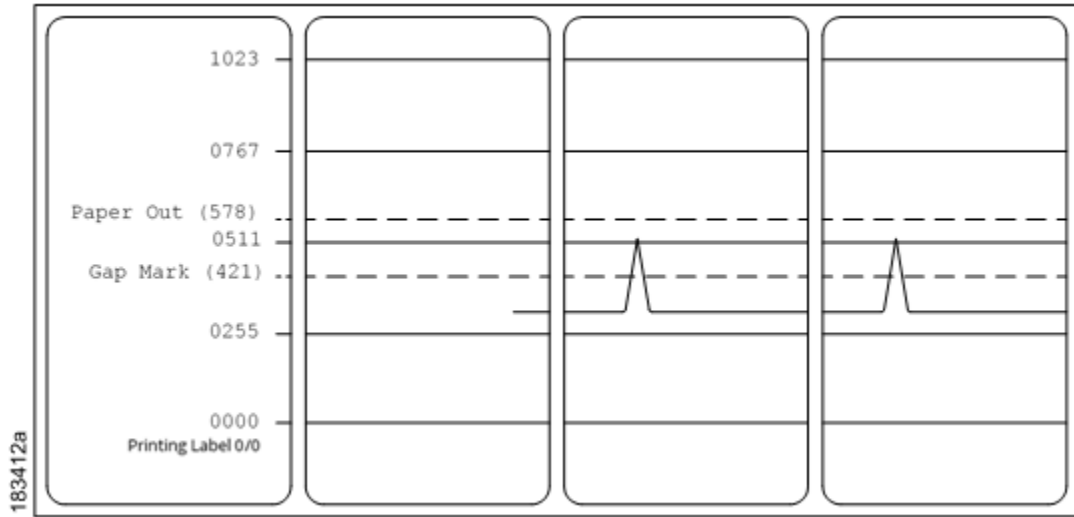 1023
0767
Paper Out (578)
0511
Gap Mark (421)
0255
0000
Printing Label 0/0
183412a